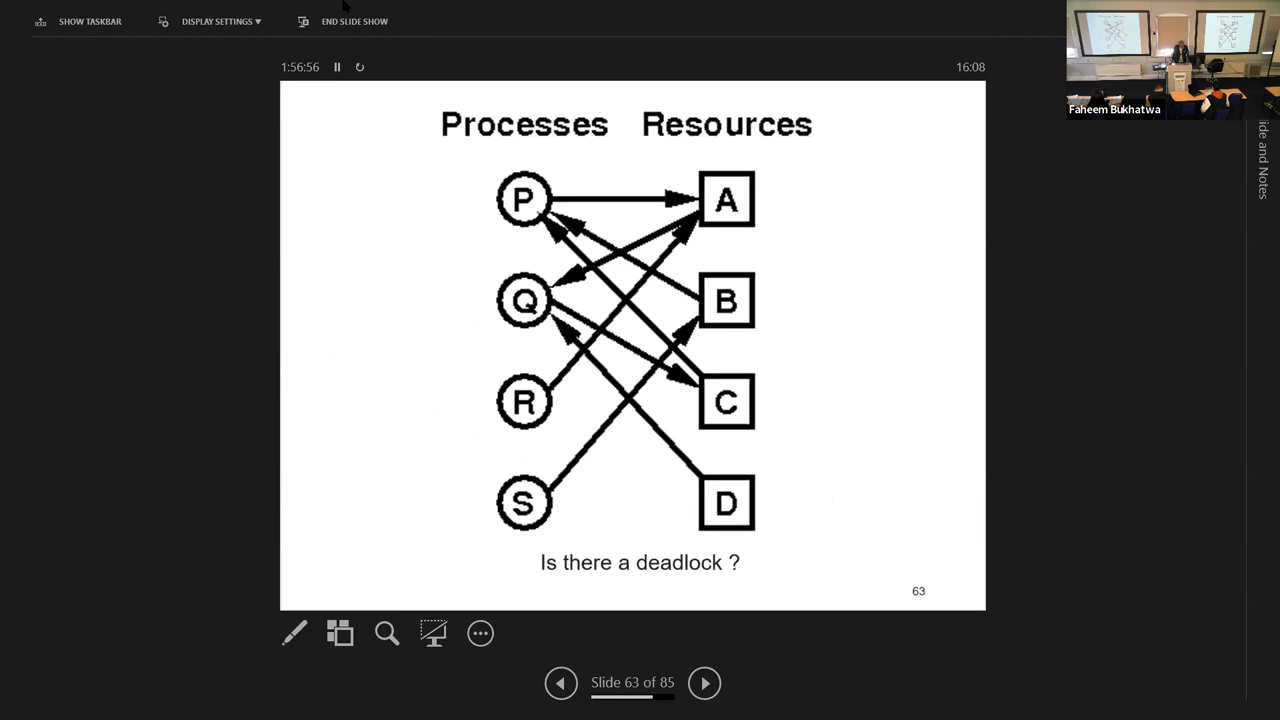 SHOW TASKBAR
DISPLAY SETTINGS ▼
END SLIDE SHOW
1:56:56
16:08
Processes Resources
P
A
Q
B
R
C
S
D
Is there a deadlock ?
63
Slide 63 of 85
Faheem Bukhatwa
lide and Notes